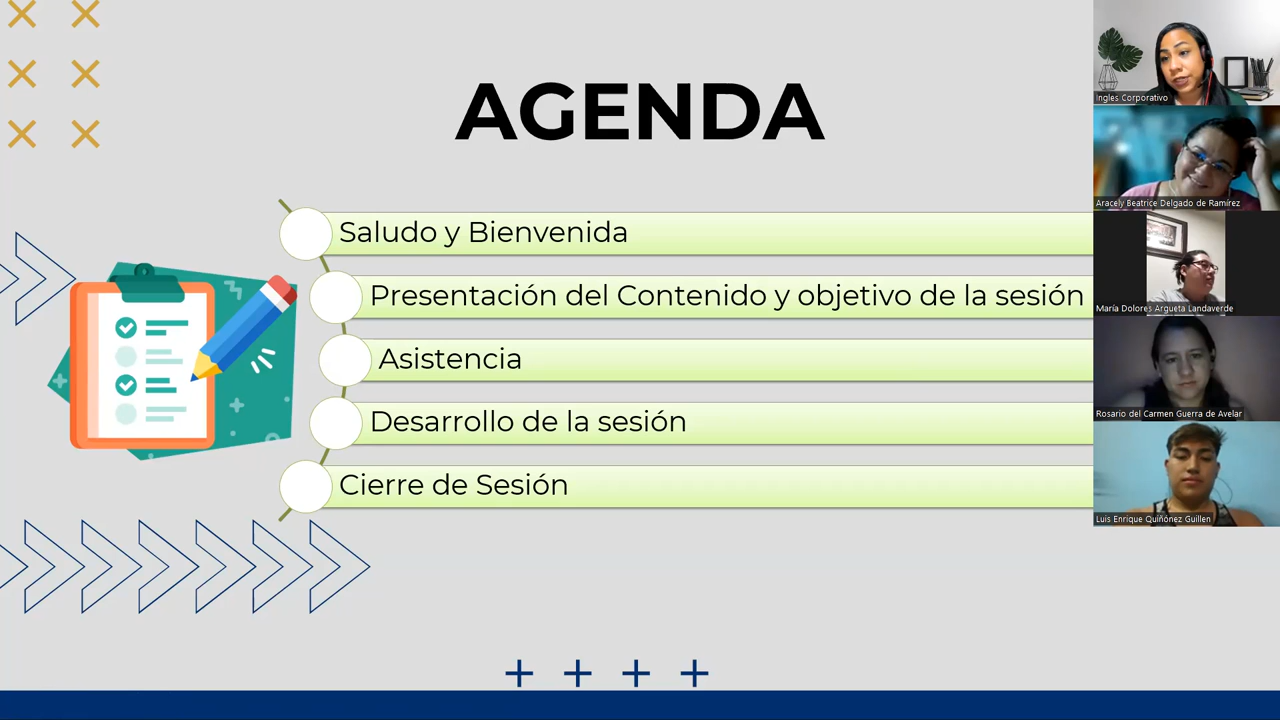 AGENDA
Saludo y Bienvenida
Presentación del Contenido y objetivo de la sesión
Asistencia
Desarrollo de la sesión
Cierre de Sesión
Ingles Corporativo
Aracely Beatrice Delgado de Ramírez
María Dolores Argueta Landaverde
Rosario del Carmen Guerra de Avelar
Luis Enrique Quiñónez Guillen